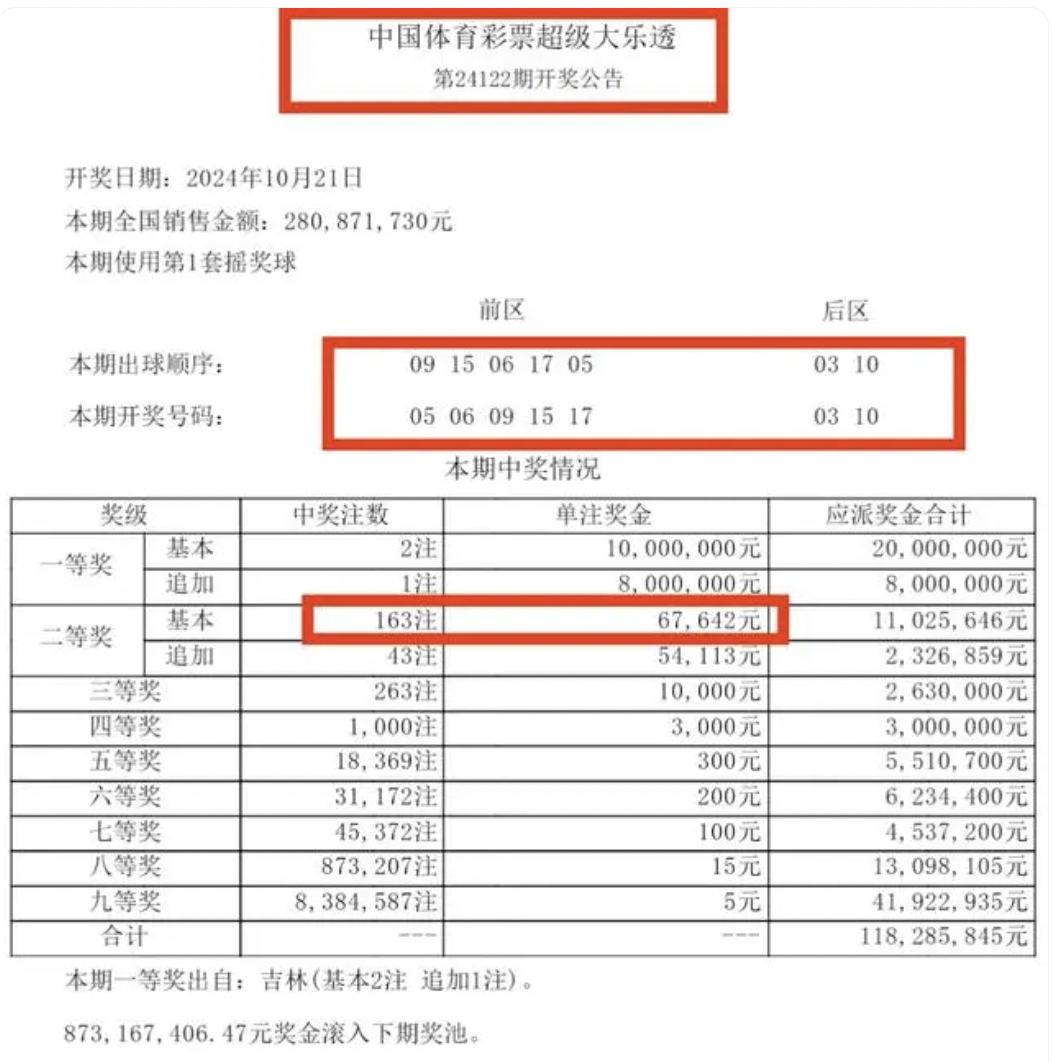 中国体育彩票超级大乐透
第24122期开奖公告
开奖日期：2024年10月21日
本期全国销售金额：280,871,730元
本期使用第1套摇奖球
前区 后区
本期出球顺序： 09 15 06 17 05 03 10
本期开奖号码： 05 06 09 15 17 03 10
本期中奖情况
奖级 中奖注数 单注奖金 应派奖金合计
一等奖 基本 2注 10,000,000元 20,000,000元
追加 1注 8,000,000元 8,000,000元
二等奖 基本 163注 67,642元 11,025,646元
追加 43注 54,113元 2,326,859元
三等奖 263注 10,000元 2,630,000元
四等奖 1,000注 3,000元 3,000,000元
五等奖 18,369注 300元 5,510,700元
六等奖 31,172注 200元 6,234,400元
七等奖 45,372注 100元 4,537,200元
八等奖 873,207注 15元 13,098,105元
九等奖 8,384,587注 5元 41,922,935元
合计 --- --- 118,285,845元
本期一等奖出自：吉林(基本2注 追加1注)。
873,167,406.47元奖金滚入下期奖池。